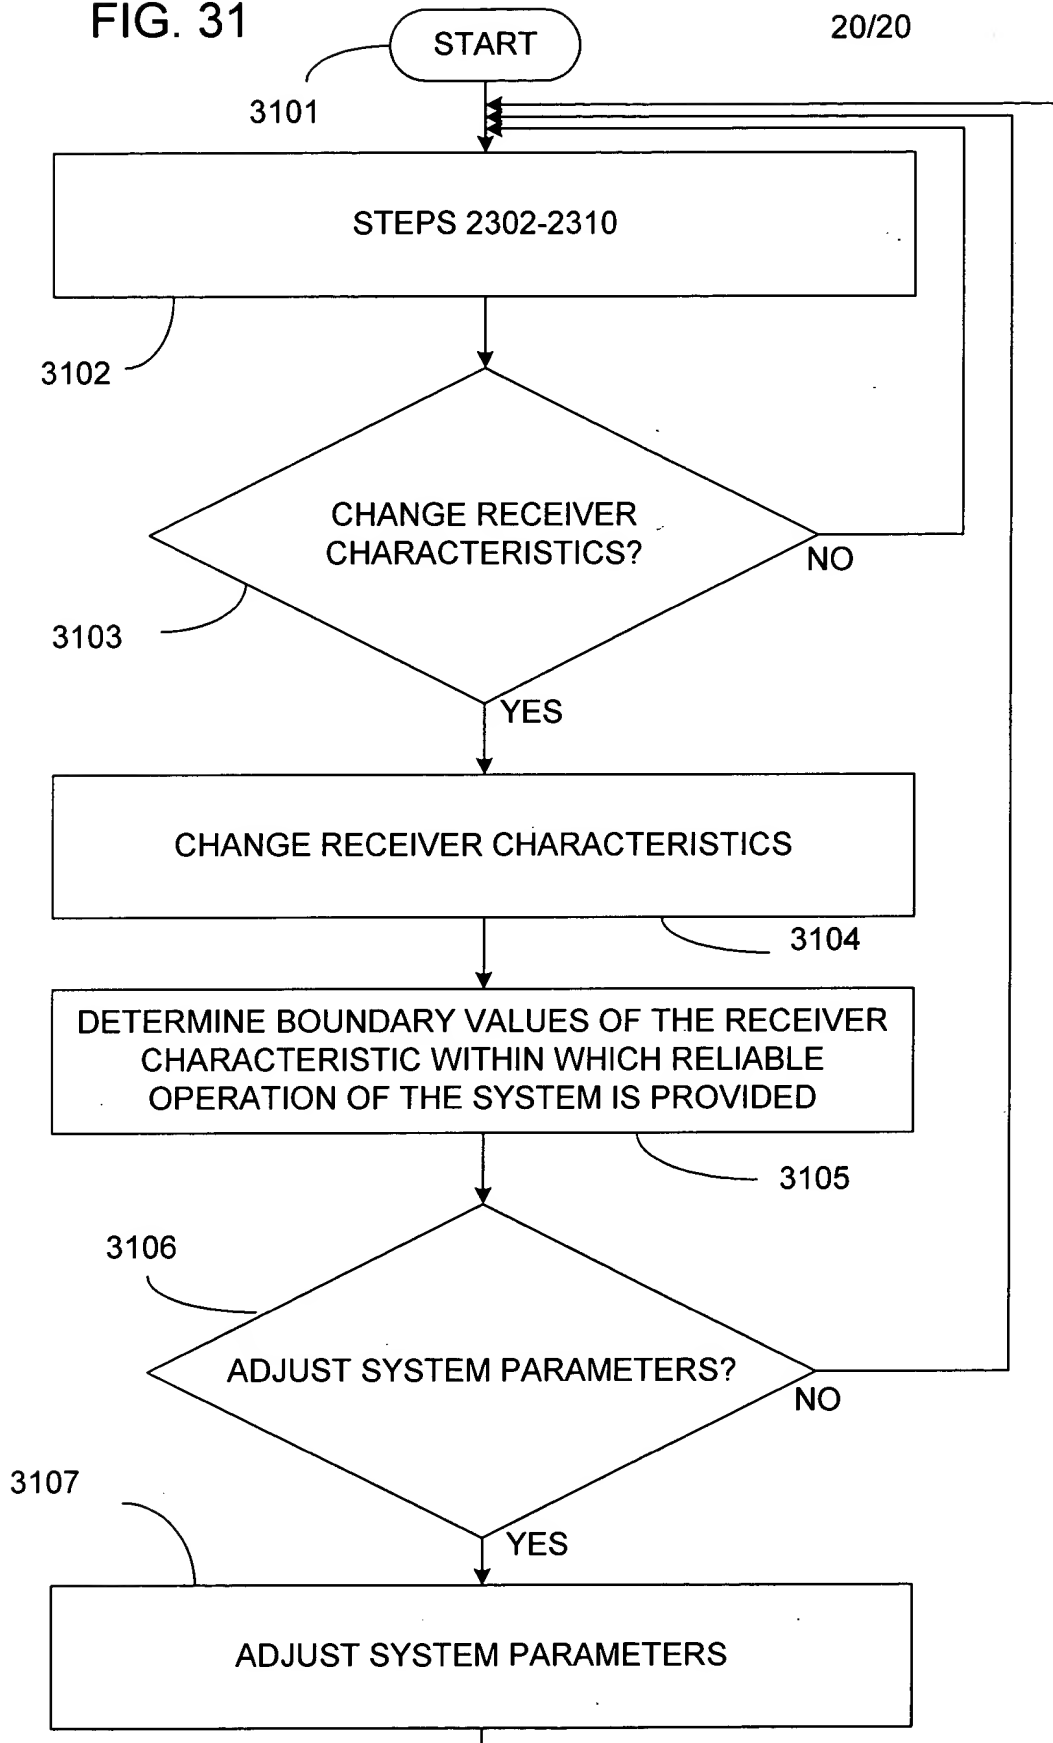 FIG. 31
20/20
START
3101
STEPS 2302-2310
3102
CHANGE RECEIVER
CHARACTERISTICS?
NO
3103
YES
CHANGE RECEIVER CHARACTERISTICS
3104
DETERMINE BOUNDARY VALUES OF THE RECEIVER
CHARACTERISTIC WITHIN WHICH RELIABLE
OPERATION OF THE SYSTEM IS PROVIDED
3105
3106
ADJUST SYSTEM PARAMETERS?
NO
3107
YES
ADJUST SYSTEM PARAMETERS